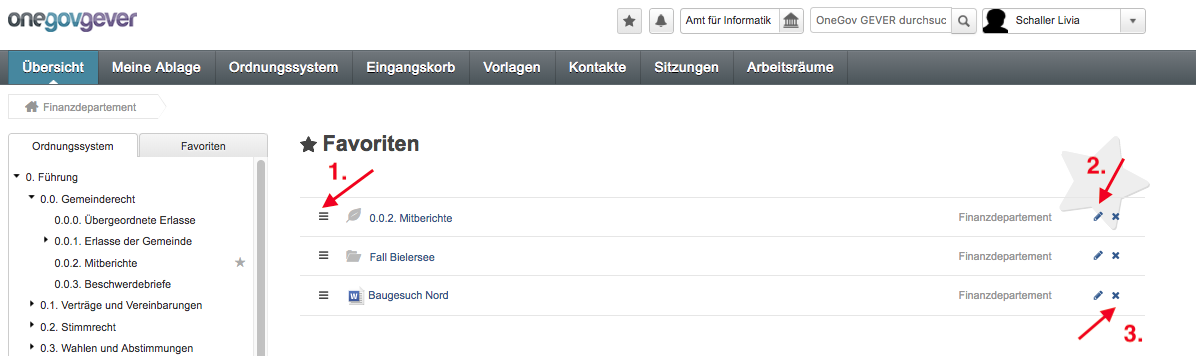 onegovgever
Amt für Informatik
OneGov GEVER durchsuc
Schaller Livia
Übersicht
Meine Ablage
Ordnungssystem
Eingangskorb
Vorlagen
Kontakte
Sitzungen
Arbeitsräume
Finanzdepartement
Ordnungssystem
Favoriten
0. Führung
0.0. Gemeinderecht
0.0.0. Übergeordnete Erlasse
0.0.1. Erlasse der Gemeinde
0.0.2. Mitberichte
0.0.3. Beschwerdebriefe
0.1. Verträge und Vereinbarungen
0.2. Stimmrecht
0.3. Wahlen und Abstimmungen
Favoriten
1.
2.
0.0.2. Mitberichte
Finanzdepartement
Fall Bielersee
Finanzdepartement
W
Baugesuch Nord
Finanzdepartement
3.